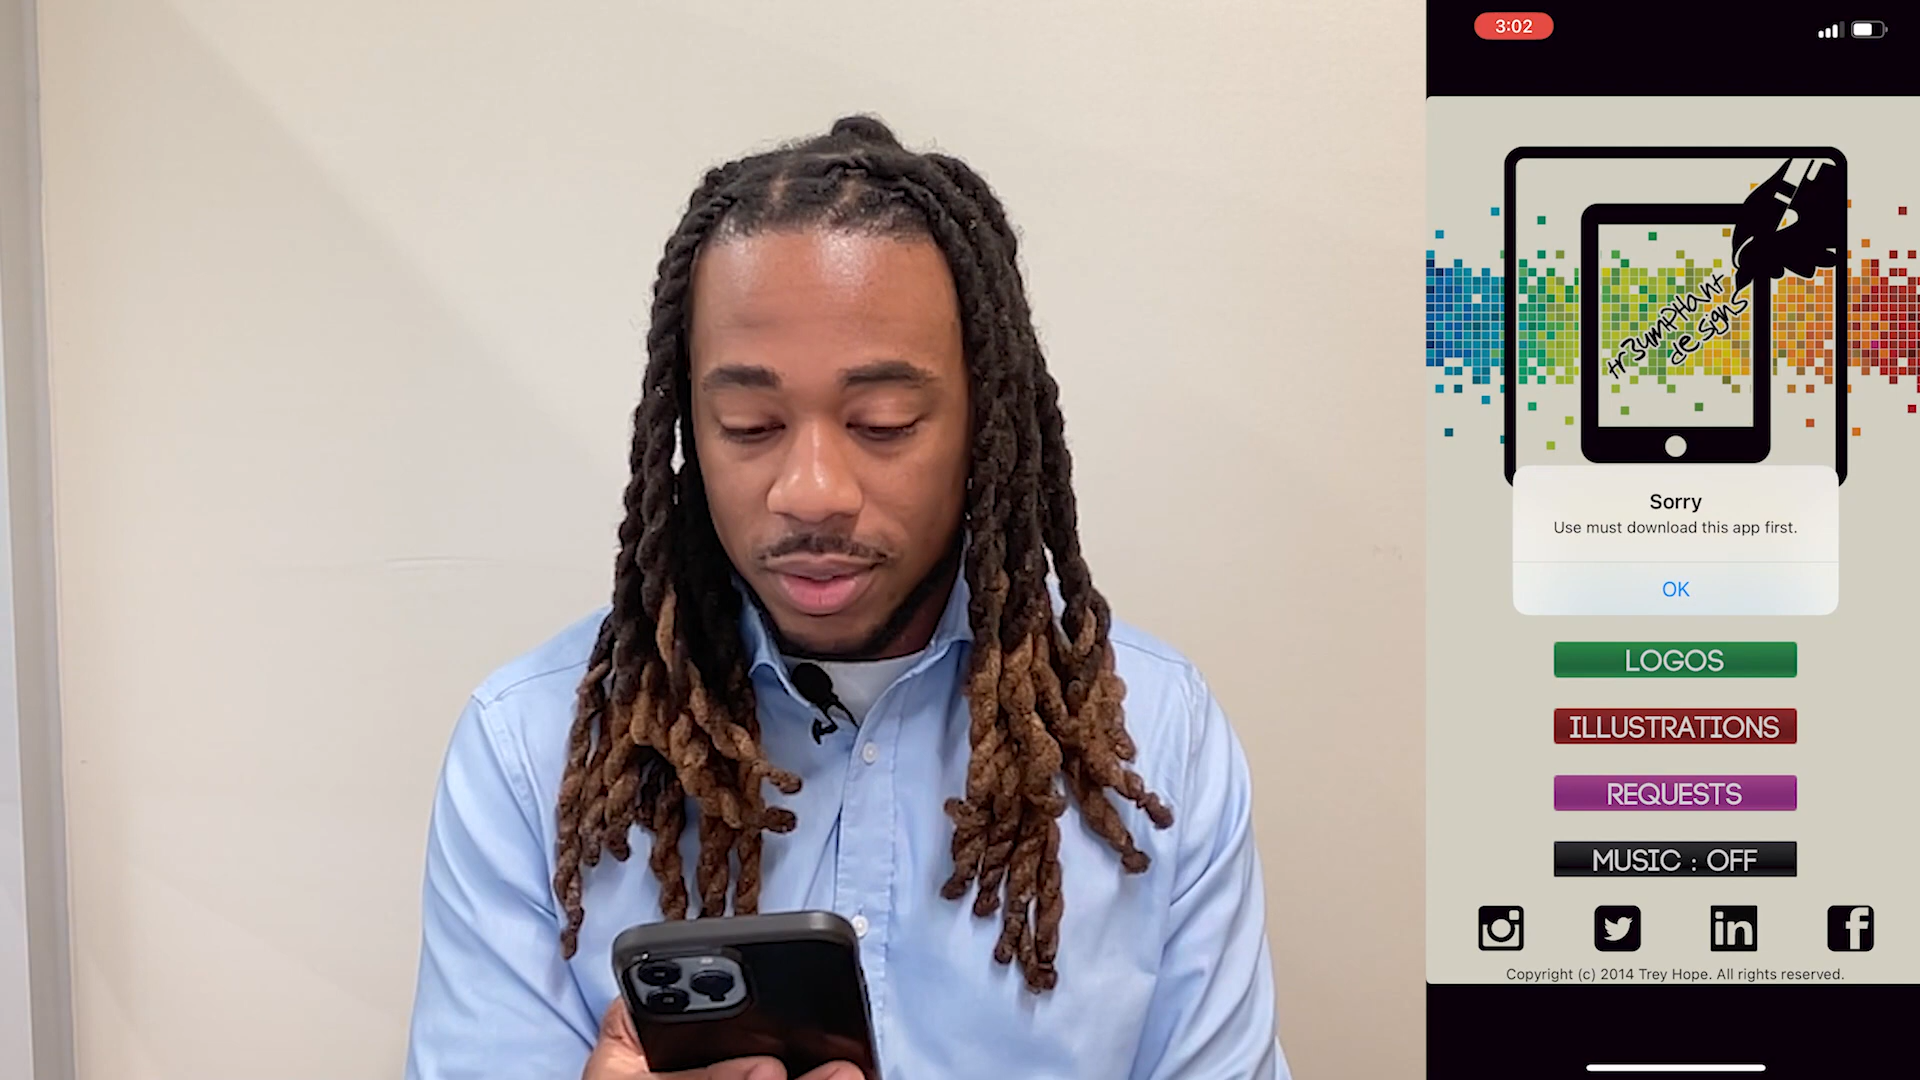 3:02
tr3umPHant
designs
Sorry
Use must download this app first.
OK
LOGOS
ILLUSTRATIONS
REQUESTS
MUSIC : OFF
in
f
Copyright (c) 2014 Trey Hope. All rights reserved.